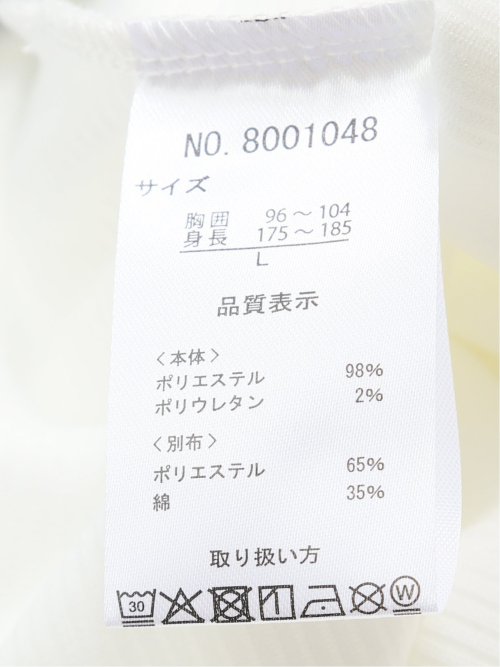 NO. 8001048
サイズ
胸囲 96～104
身長 175～185
L
品質表示
〈本体〉
ポリエステル 98%
ポリウレタン 2%
〈別布〉
ポリエステル 65%
綿 35%
取り扱い方
30 W